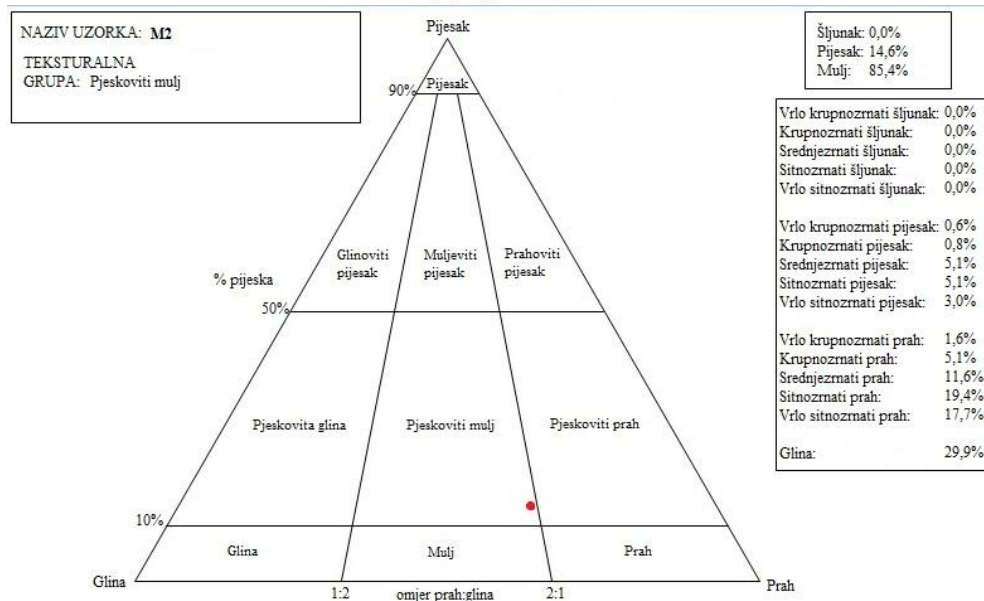 NAZIV UZORKA: M2
TEKSTURALNA
GRUPA: Pjeskoviti mulj
Pijesak
Pijesak
90%
Glinoviti
pijesak
Muljeviti
pijesak
Prahoviti
pijesak
% pijeska
50%
Pjeskovita glina
Pjeskoviti mulj
Pjeskoviti prah
10%
Glina
Mulj
Prah
Glina
1:2
omjer prah:glina
2:1
Prah
Šljunak: 0,0%
Pijesak: 14,6%
Mulj: 85,4%
Vrlo krupnozrnati šljunak: 0,0%
Krupnozrnati šljunak: 0,0%
Srednjezrnati šljunak: 0,0%
Sitnozrnati šljunak: 0,0%
Vrlo sitnozrnati šljunak: 0,0%
Vrlo krupnozrnati pijesak: 0,6%
Krupnozrnati pijesak: 0,8%
Srednjezrnati pijesak: 5,1%
Sitnozrnati pijesak: 5,1%
Vrlo sitnozrnati pijesak: 3,0%
Vrlo krupnozrnati prah: 1,6%
Krupnozrnati prah: 5,1%
Srednjezrnati prah: 11,6%
Sitnozrnati prah: 19,4%
Vrlo sitnozrnati prah: 17,7%
Glina: 29,9%